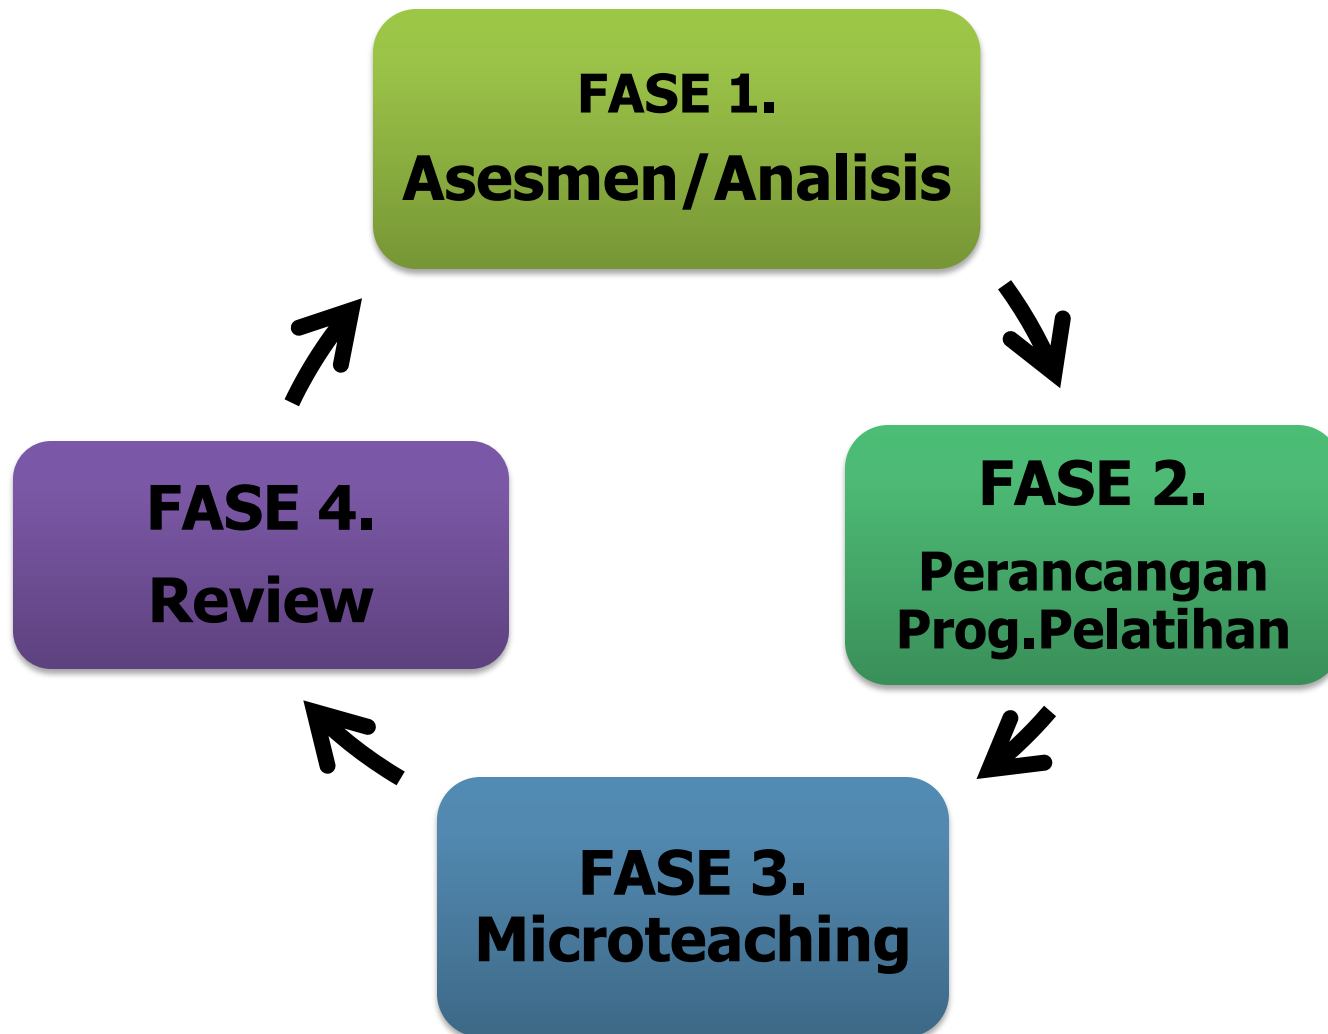 FASE 1.
Asesmen/Analisis
FASE 2.
Perancangan
Prog.Pelatihan
FASE 3.
Microteaching
FASE 4.
Review